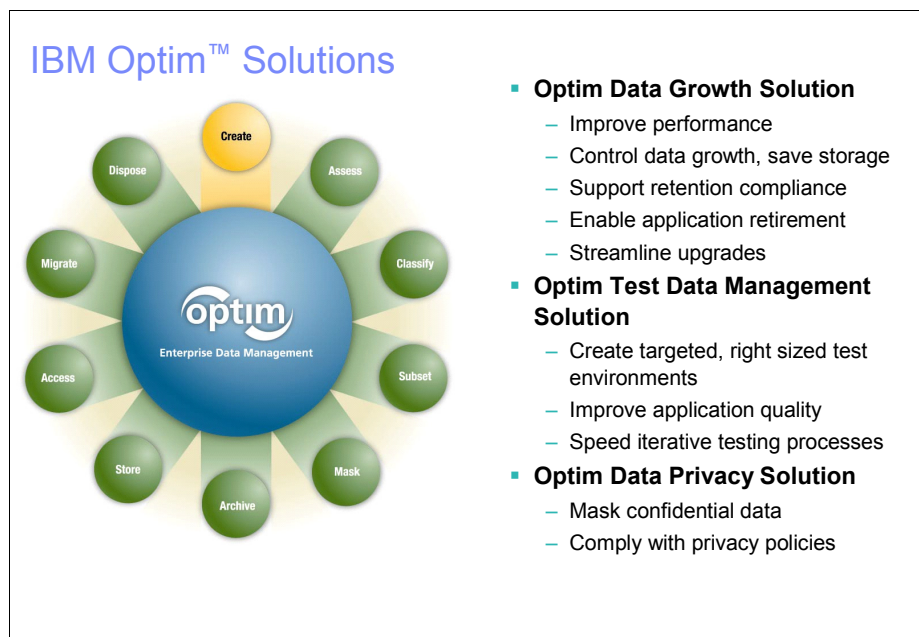 IBM Optim™ Solutions
Create
Assess
Classify
Subset
Mask
Archive
Store
Access
Migrate
Dispose
optim
Enterprise Data Management
▪ Optim Data Growth Solution
– Improve performance
– Control data growth, save storage
– Support retention compliance
– Enable application retirement
– Streamline upgrades
▪ Optim Test Data Management
Solution
– Create targeted, right sized test
environments
– Improve application quality
– Speed iterative testing processes
▪ Optim Data Privacy Solution
– Mask confidential data
– Comply with privacy policies